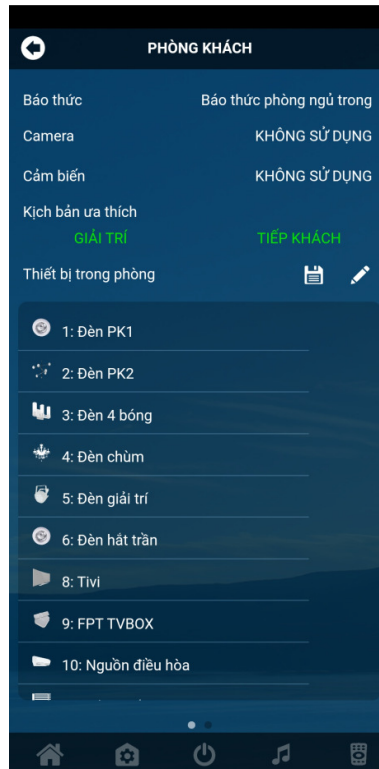 PHÒNG KHÁCH
Báo thức Báo thức phòng ngủ trong
Camera KHÔNG SỬ DỤNG
Cảm biến KHÔNG SỬ DỤNG
Kịch bản ưa thích
GIẢI TRÍ TIẾP KHÁCH
Thiết bị trong phòng
1: Đèn PK1
2: Đèn PK2
3: Đèn 4 bóng
4: Đèn chùm
5: Đèn giải trí
6: Đèn hắt trần
8: Tivi
9: FPT TVBOX
10: Nguồn điều hòa